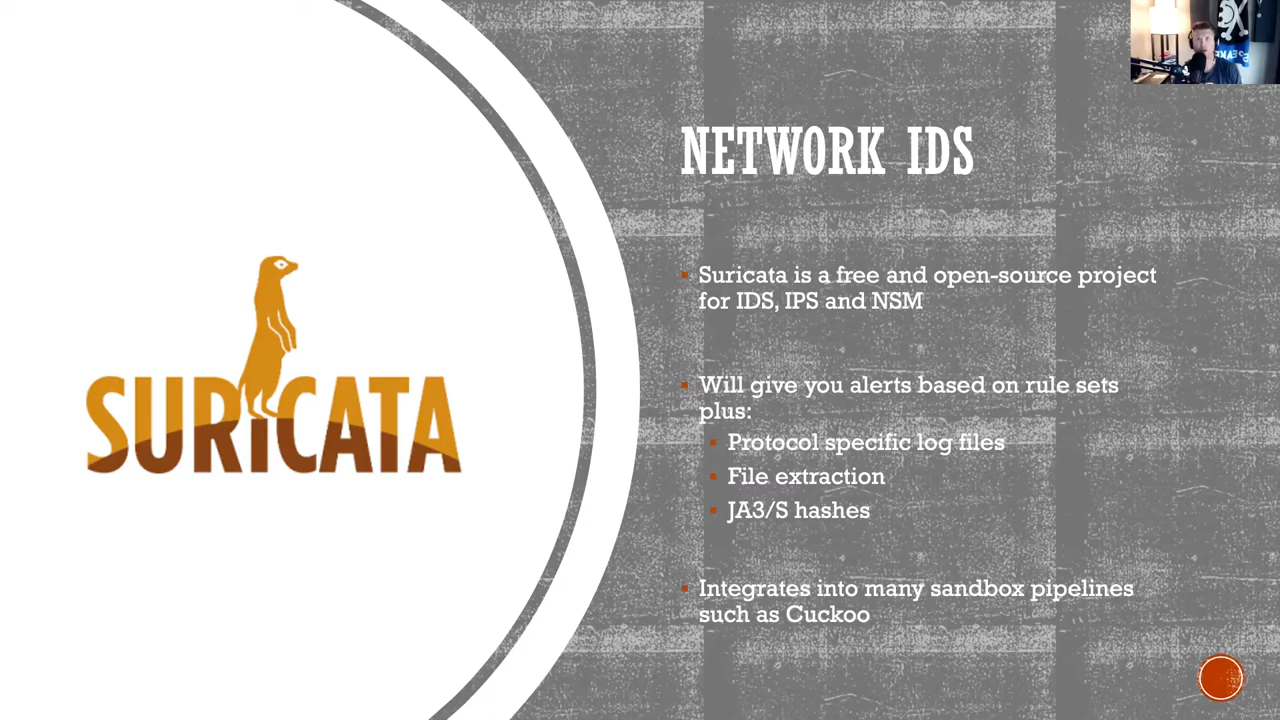 NETWORK IDS
SURICATA
Suricata is a free and open-source project
for IDS, IPS and NSM
Will give you alerts based on rule sets
plus:
Protocol specific log files
File extraction
JA3/S hashes
Integrates into many sandbox pipelines
such as Cuckoo